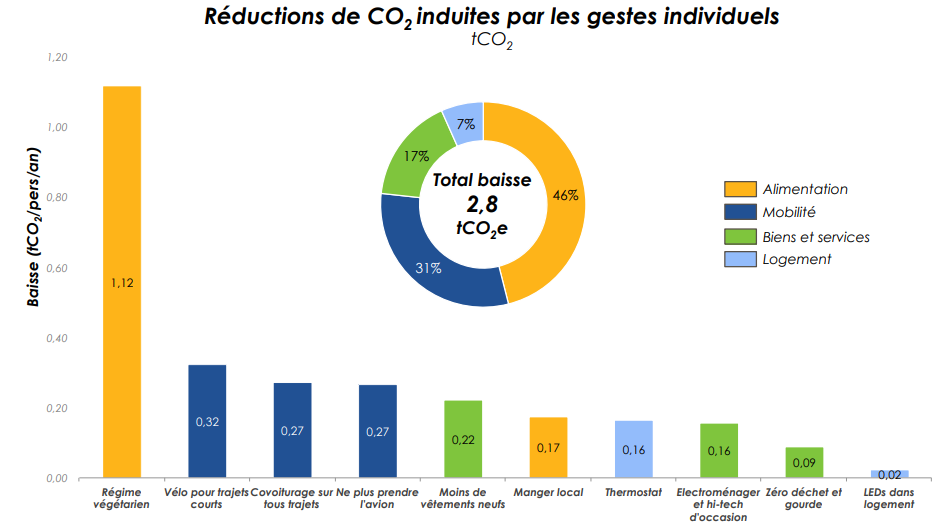 Réductions de CO2 induites par les gestes individuels
tCO2
1,20
1,00
0,80
0,60
0,40
0,20
0,00
Baisse (tCO2/pers/an)
7%
17%
46%
31%
Total baisse
2,8
tCO2e
Alimentation
Mobilité
Biens et services
Logement
1,12
0,32
0,27
0,27
0,22
0,17
0,16
0,16
0,09
0,02
Régime
végétarien
Vélo pour trajets
courts
Covoiturage sur
tous trajets
Ne plus prendre
l'avion
Moins de
vêtements neufs
Manger local
Thermostat
Electroménager
et hi-tech
d'occasion
Zéro déchet et
gourde
LEDs dans
logement